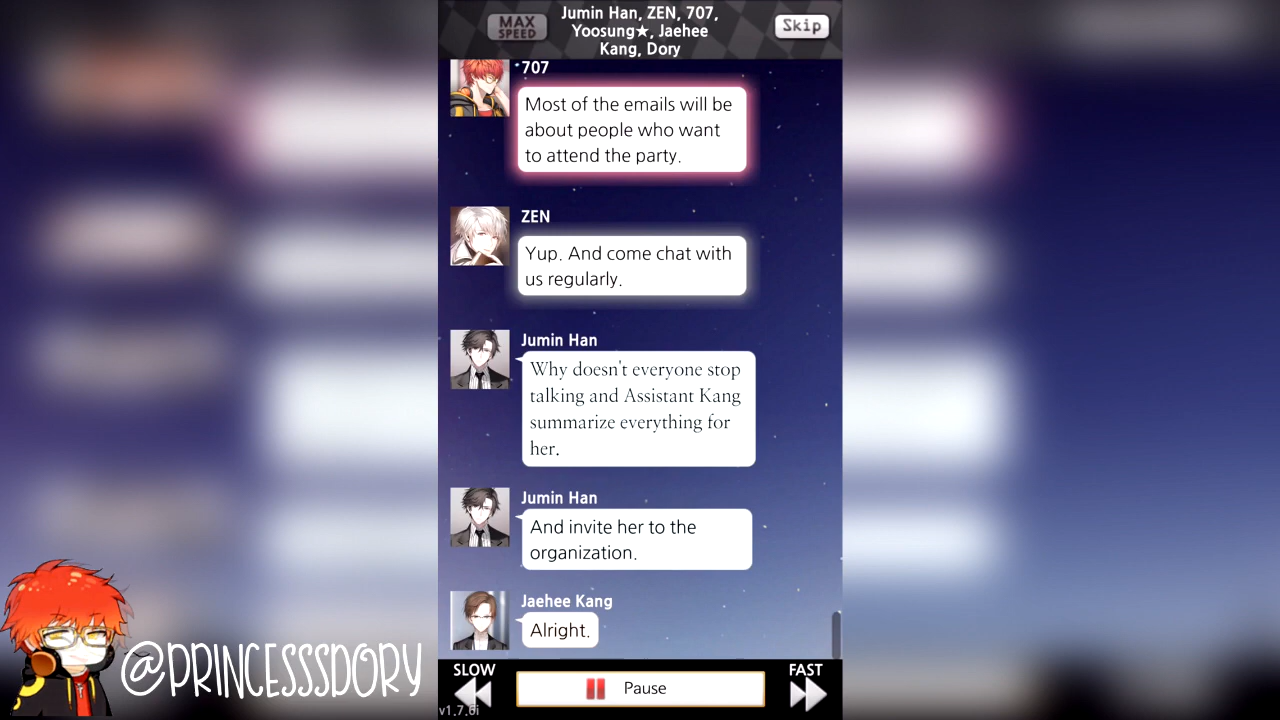 MAX
SPEED
Jumin Han, ZEN, 707,
Yoosung★, Jaehee
Kang, Dory
Skip
707
Most of the emails will be
about people who want
to attend the party.
ZEN
Yup. And come chat with
us regularly.
Jumin Han
Why doesn't everyone stop
talking and Assistant Kang
summarize everything for
her.
Jumin Han
And invite her to the
organization.
Jaehee Kang
Alright.
SLOW
Pause
FAST
v1.7.6i
@PRINCESSSDORY